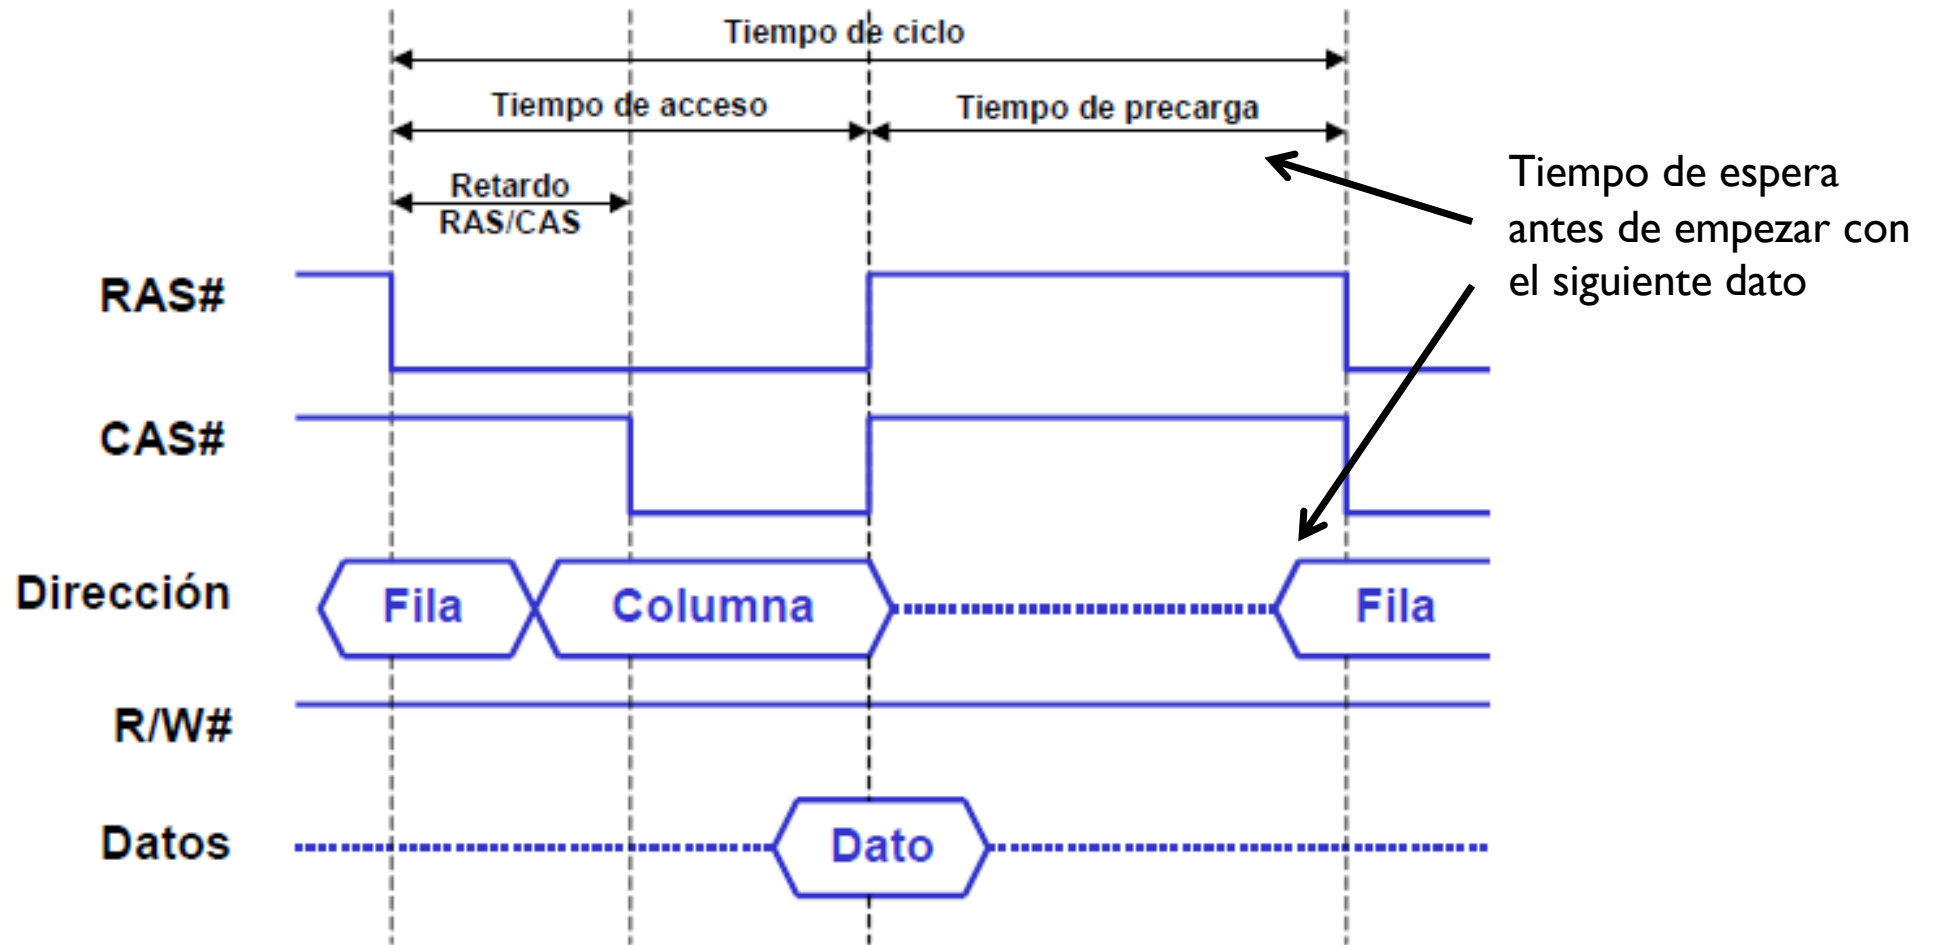 Tiempo de ciclo
Tiempo de acceso
Tiempo de precarga
Retardo
RAS/CAS
Tiempo de espera
antes de empezar con
el siguiente dato
RAS#
CAS#
Dirección
Fila
Columna
Fila
R/W#
Datos
Dato